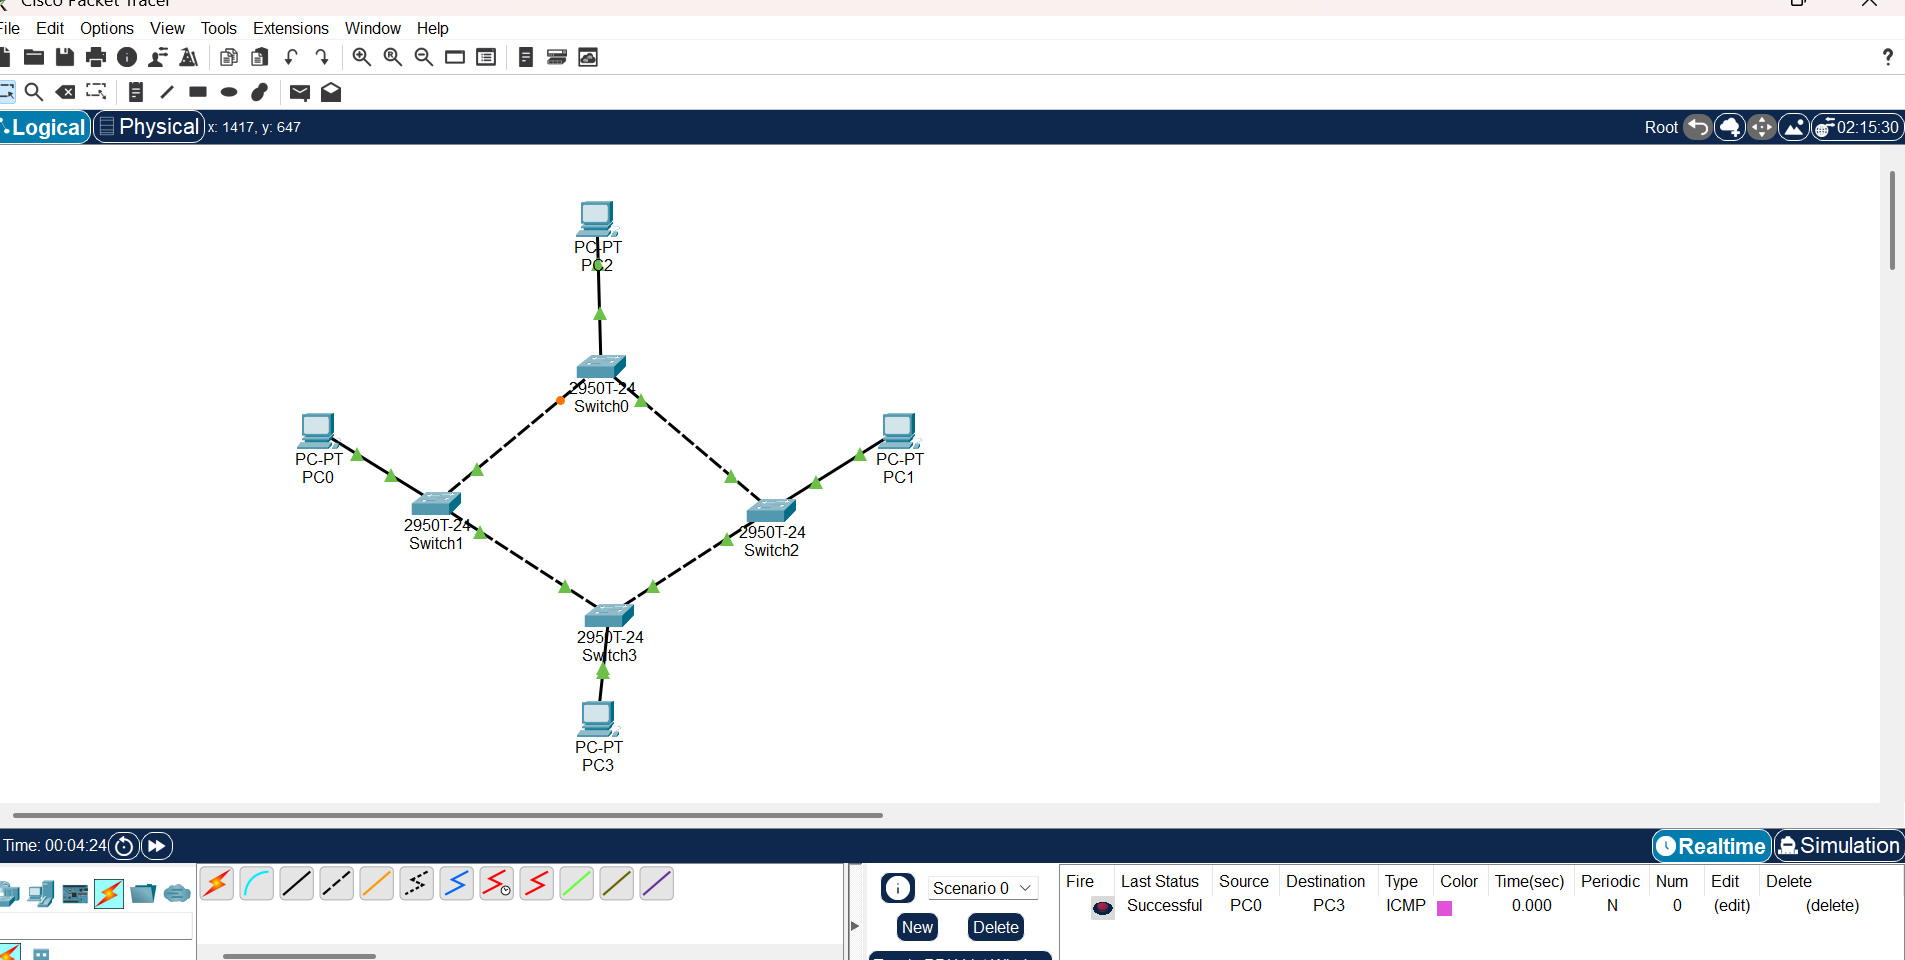 Cisco Packet Tracer
File Edit Options View Tools Extensions Window Help
?
Logical Physical x: 1417, y: 647 Root 02:15:30
PC-PT
PC2
2950T-24
Switch0
PC-PT
PC0
PC-PT
PC1
2950T-24
Switch1
2950T-24
Switch2
2950T-24
Switch3
PC-PT
PC3
Time: 00:04:24 Realtime Simulation
Scenario 0
New Delete
Fire Last Status Source Destination Type Color Time(sec) Periodic Num Edit Delete
Successful PC0 PC3 ICMP 0.000 N 0 (edit) (delete)